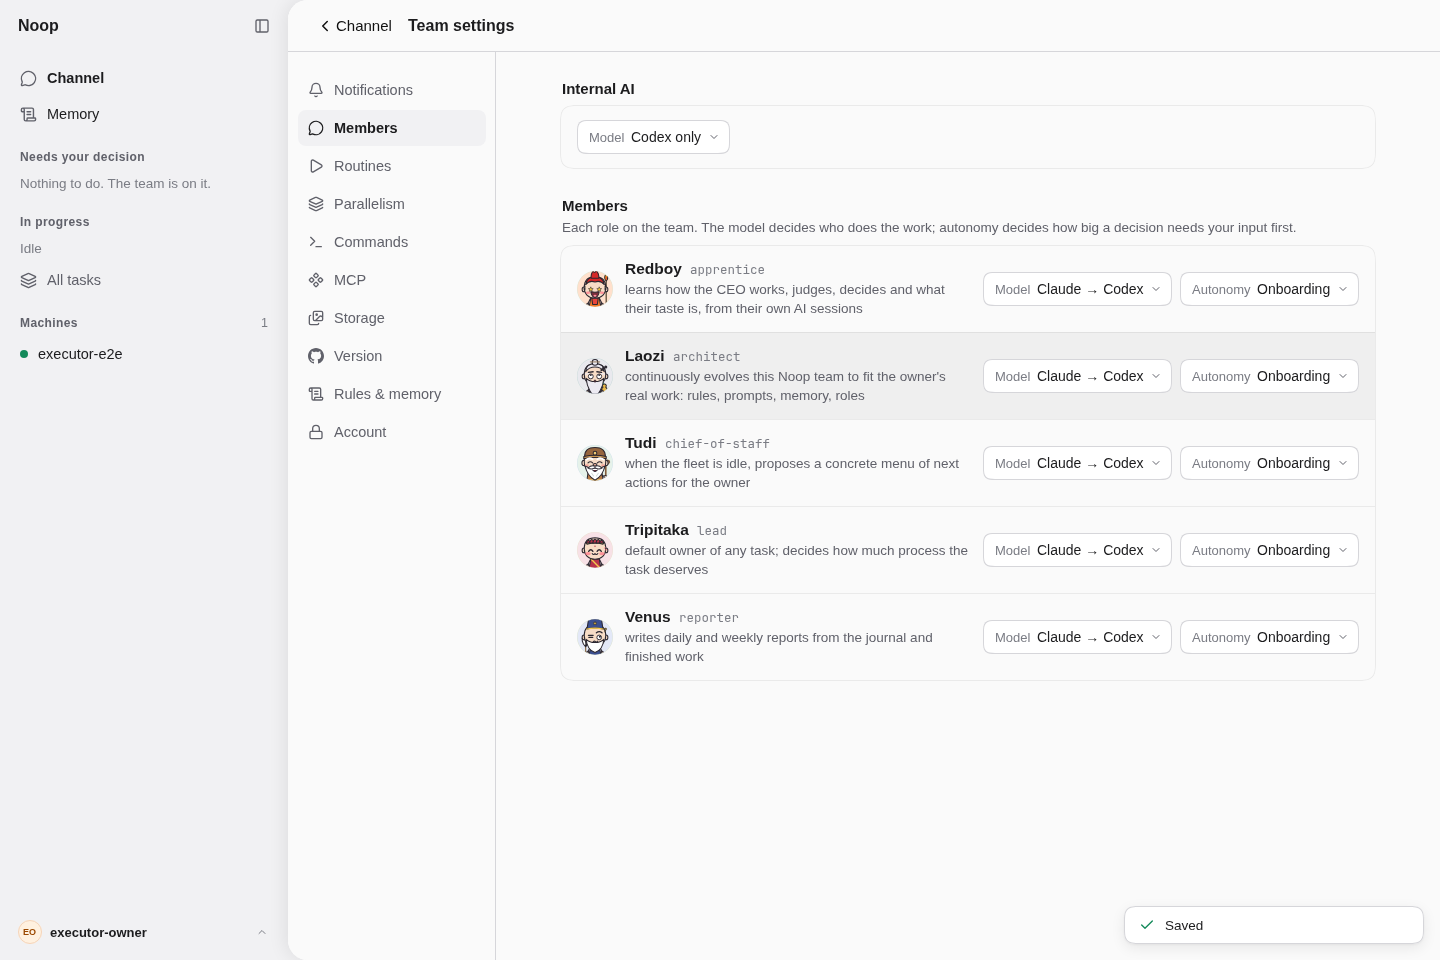 Noop
Channel
Memory
Needs your decision
Nothing to do. The team is on it.
In progress
Idle
All tasks
Machines 1
executor-e2e
EO executor-owner
Channel Team settings
Notifications
Members
Routines
Parallelism
Commands
MCP
Storage
Version
Rules & memory
Account
Internal AI
Model Codex only
Members
Each role on the team. The model decides who does the work; autonomy decides how big a decision needs your input first.
Redboy apprentice
learns how the CEO works, judges, decides and what
their taste is, from their own AI sessions
Model Claude → Codex Autonomy Onboarding
Laozi architect
continuously evolves this Noop team to fit the owner's
real work: rules, prompts, memory, roles
Model Claude → Codex Autonomy Onboarding
Tudi chief-of-staff
when the fleet is idle, proposes a concrete menu of next
actions for the owner
Model Claude → Codex Autonomy Onboarding
Tripitaka lead
default owner of any task; decides how much process the
task deserves
Model Claude → Codex Autonomy Onboarding
Venus reporter
writes daily and weekly reports from the journal and
finished work
Model Claude → Codex Autonomy Onboarding
Saved